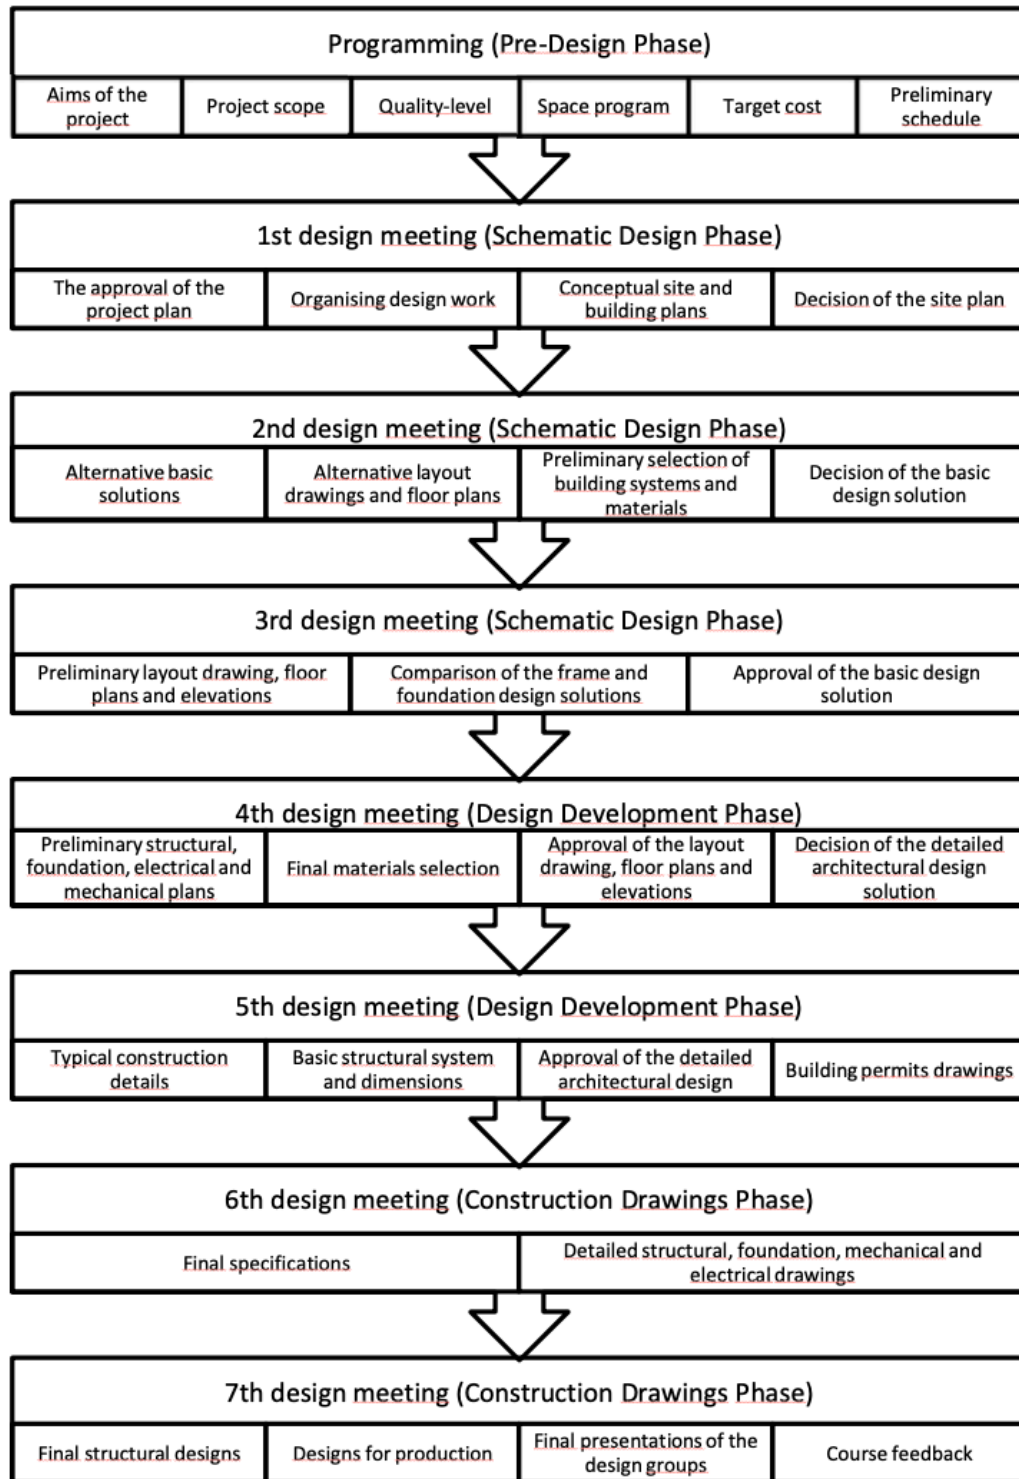 Programming (Pre-Design Phase)
Aims of the
project
Project scope
Quality-level
Space program
Target cost
Preliminary
schedule
1st design meeting (Schematic Design Phase)
The approval of the
project plan
Organising design work
Conceptual site and
building plans
Decision of the site plan
2nd design meeting (Schematic Design Phase)
Alternative basic
solutions
Alternative layout
drawings and floor plans
Preliminary selection of
building systems and
materials
Decision of the basic
design solution
3rd design meeting (Schematic Design Phase)
Preliminary layout drawing, floor
plans and elevations
Comparison of the frame and
foundation design solutions
Approval of the basic design
solution
4th design meeting (Design Development Phase)
Preliminary structural,
foundation, electrical and
mechanical plans
Final materials selection
Approval of the layout
drawing, floor plans and
elevations
Decision of the detailed
architectural design
solution
5th design meeting (Design Development Phase)
Typical construction
details
Basic structural system
and dimensions
Approval of the detailed
architectural design
Building permits drawings
6th design meeting (Construction Drawings Phase)
Final specifications
Detailed structural, foundation, mechanical and
electrical drawings
7th design meeting (Construction Drawings Phase)
Final structural designs
Designs for production
Final presentations of the
design groups
Course feedback